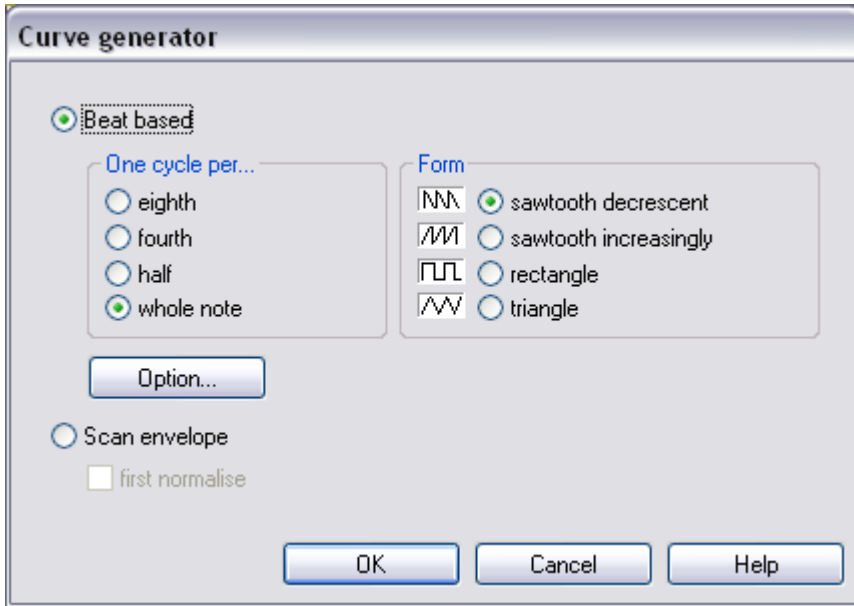 Curve generator
Beat based
One cycle per...
eighth
fourth
half
whole note
Form
sawtooth decrescent
sawtooth increasingly
rectangle
triangle
Option...
Scan envelope
first normalise
OK
Cancel
Help